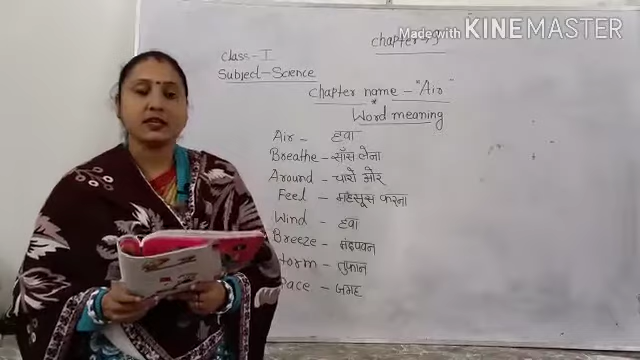 Made with KINEMASTER
chapter-9
class-I
Subject-Science
chapter name - "Air"
Word meaning
Air- हवा
Breathe - साँस लेना
Around - चारो ओर
Feel - महसूस करना
Wind - हवा
Breeze - मंदपवन
torm - तुफान
pace - जगह